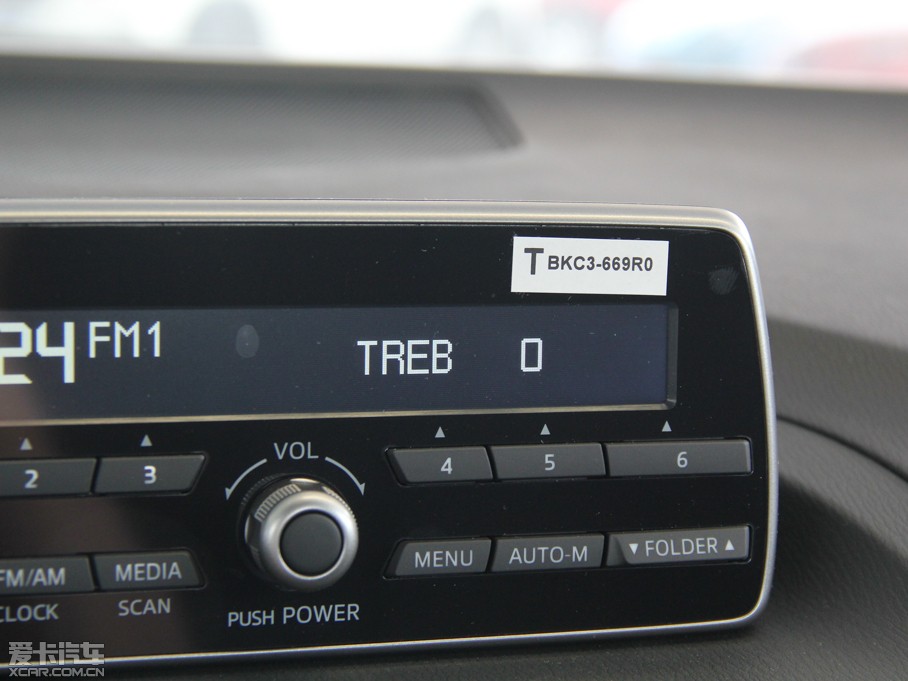 T BKC3-669R0
24 FM1 TREB 0
VOL
2 3 4 5 6
FM/AM MEDIA MENU AUTO-M ▼ FOLDER ▲
CLOCK SCAN PUSH POWER
爱卡汽车
XCAR.COM.CN